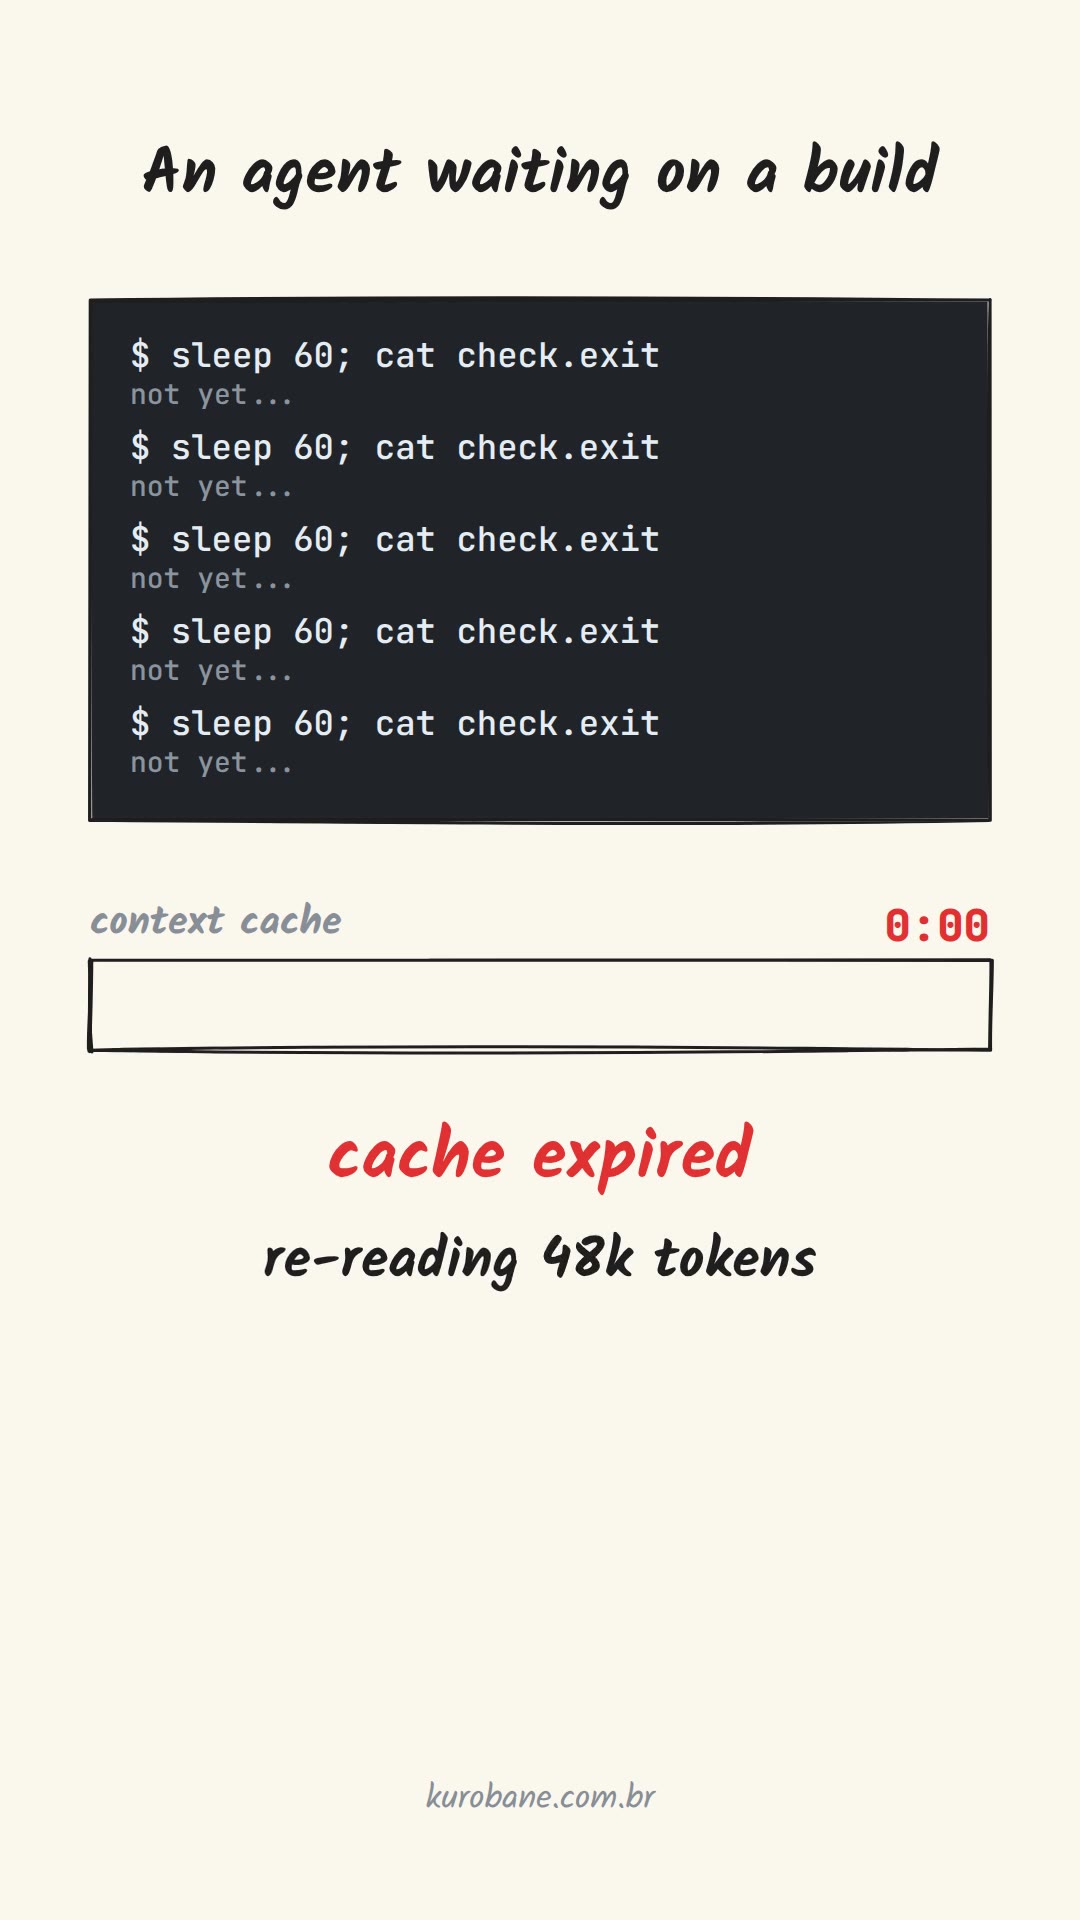 An agent waiting on a build
$ sleep 60; cat check.exit
not yet...
$ sleep 60; cat check.exit
not yet...
$ sleep 60; cat check.exit
not yet...
$ sleep 60; cat check.exit
not yet...
$ sleep 60; cat check.exit
not yet...
context cache
0:00
cache expired
re-reading 48k tokens
kurobane.com.br